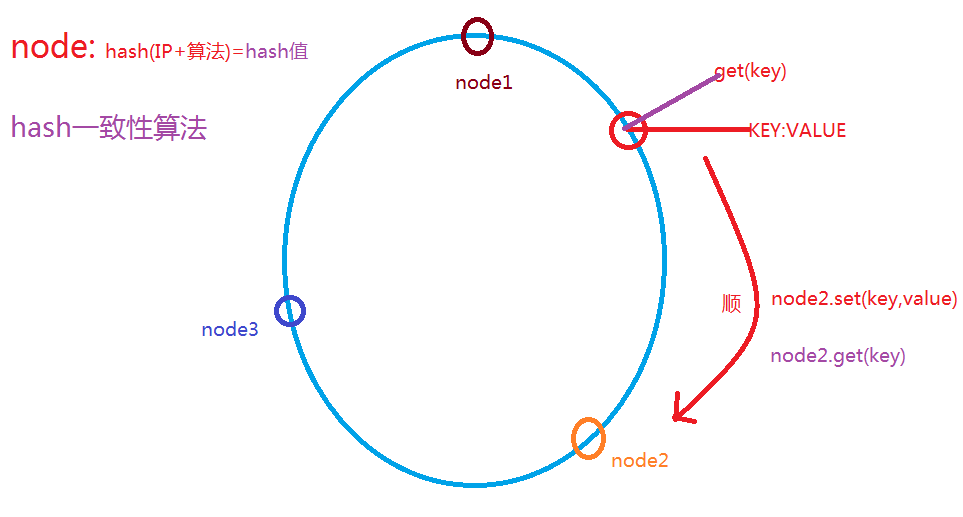 node: hash(IP+算法)=hash值
node1
get(key)
hash一致性算法
KEY:VALUE
顺
node2.set(key,value)
node3
node2.get(key)
node2